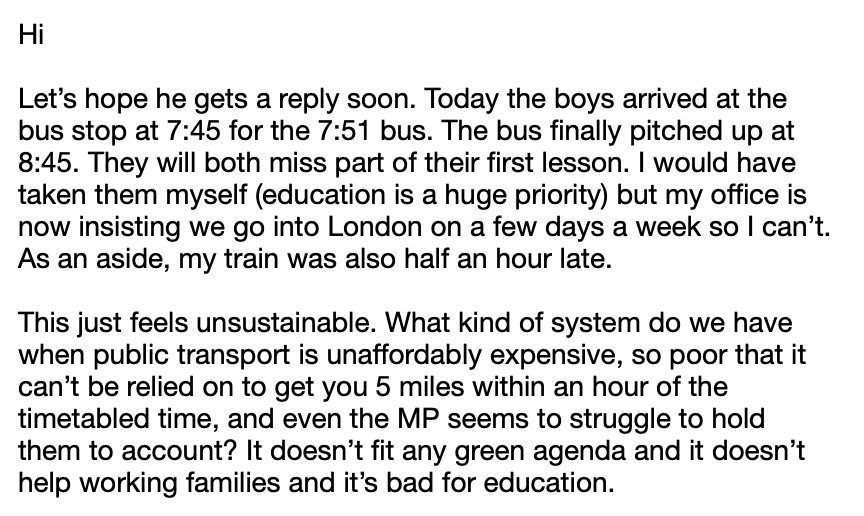 Hi
Let’s hope he gets a reply soon. Today the boys arrived at the
bus stop at 7:45 for the 7:51 bus. The bus finally pitched up at
8:45. They will both miss part of their first lesson. I would have
taken them myself (education is a huge priority) but my office is
now insisting we go into London on a few days a week so I can’t.
As an aside, my train was also half an hour late.
This just feels unsustainable. What kind of system do we have
when public transport is unaffordably expensive, so poor that it
can’t be relied on to get you 5 miles within an hour of the
timetabled time, and even the MP seems to struggle to hold
them to account? It doesn’t fit any green agenda and it doesn’t
help working families and it’s bad for education.